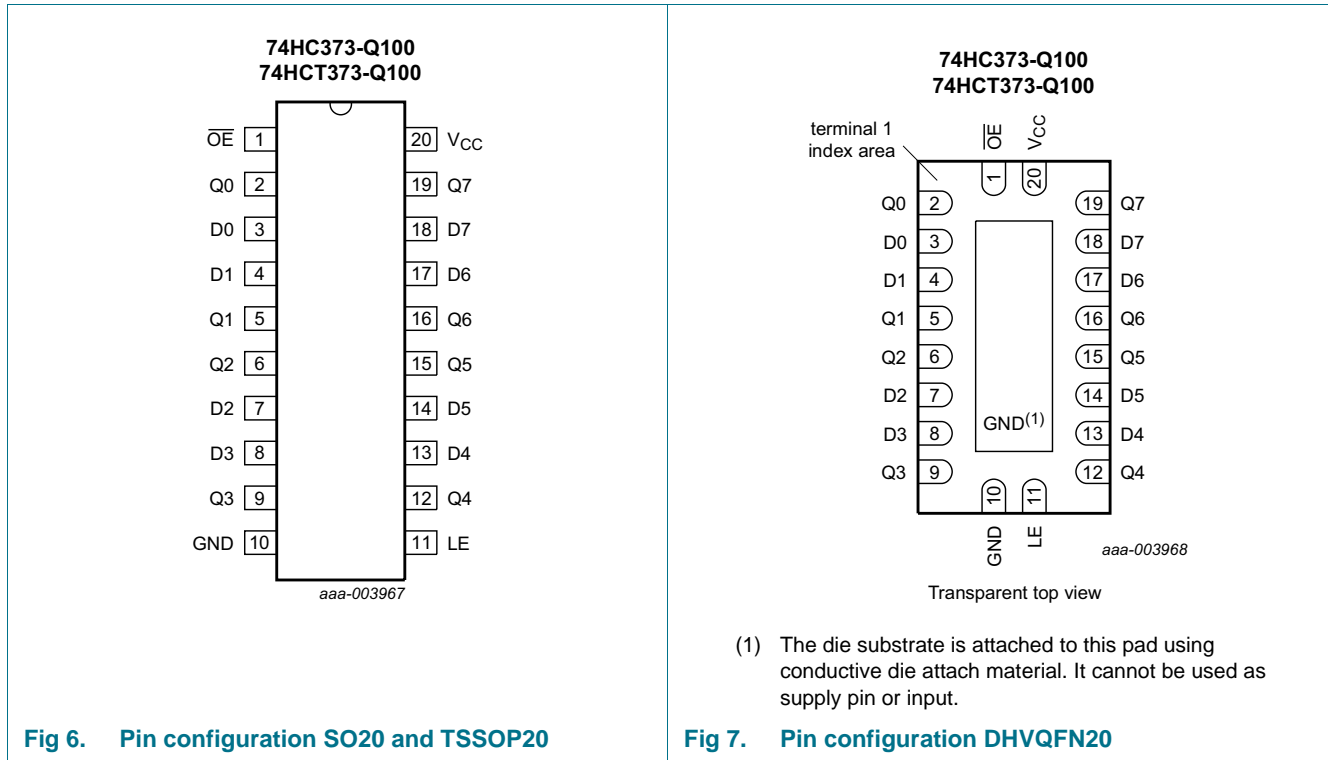 74HC373-Q100
74HCT373-Q100
OE 1 20 VCC
Q0 2 19 Q7
D0 3 18 D7
D1 4 17 D6
Q1 5 16 Q6
Q2 6 15 Q5
D2 7 14 D5
D3 8 13 D4
Q3 9 12 Q4
GND 10 11 LE
aaa-003967
Fig 6. Pin configuration SO20 and TSSOP20
74HC373-Q100
74HCT373-Q100
terminal 1
index area
OE VCC
1 20
Q0 2 19 Q7
D0 3 18 D7
D1 4 17 D6
Q1 5 16 Q6
Q2 6 15 Q5
D2 7 14 D5
GND(1)
D3 8 13 D4
Q3 9 12 Q4
10 11
GND LE
aaa-003968
Transparent top view
(1) The die substrate is attached to this pad using
conductive die attach material. It cannot be used as
supply pin or input.
Fig 7. Pin configuration DHVQFN20